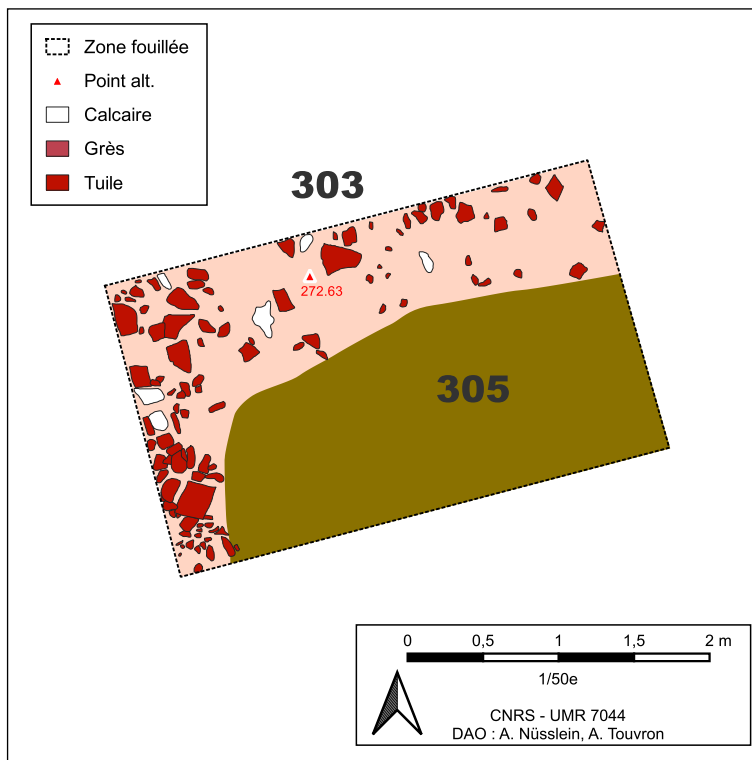 Zone fouillée
Point alt.
Calcaire
Grès
Tuile
303
272.63
305
0 0,5 1 1,5 2 m
1/50e
CNRS - UMR 7044
DAO : A. Nüsslein, A. Touvron